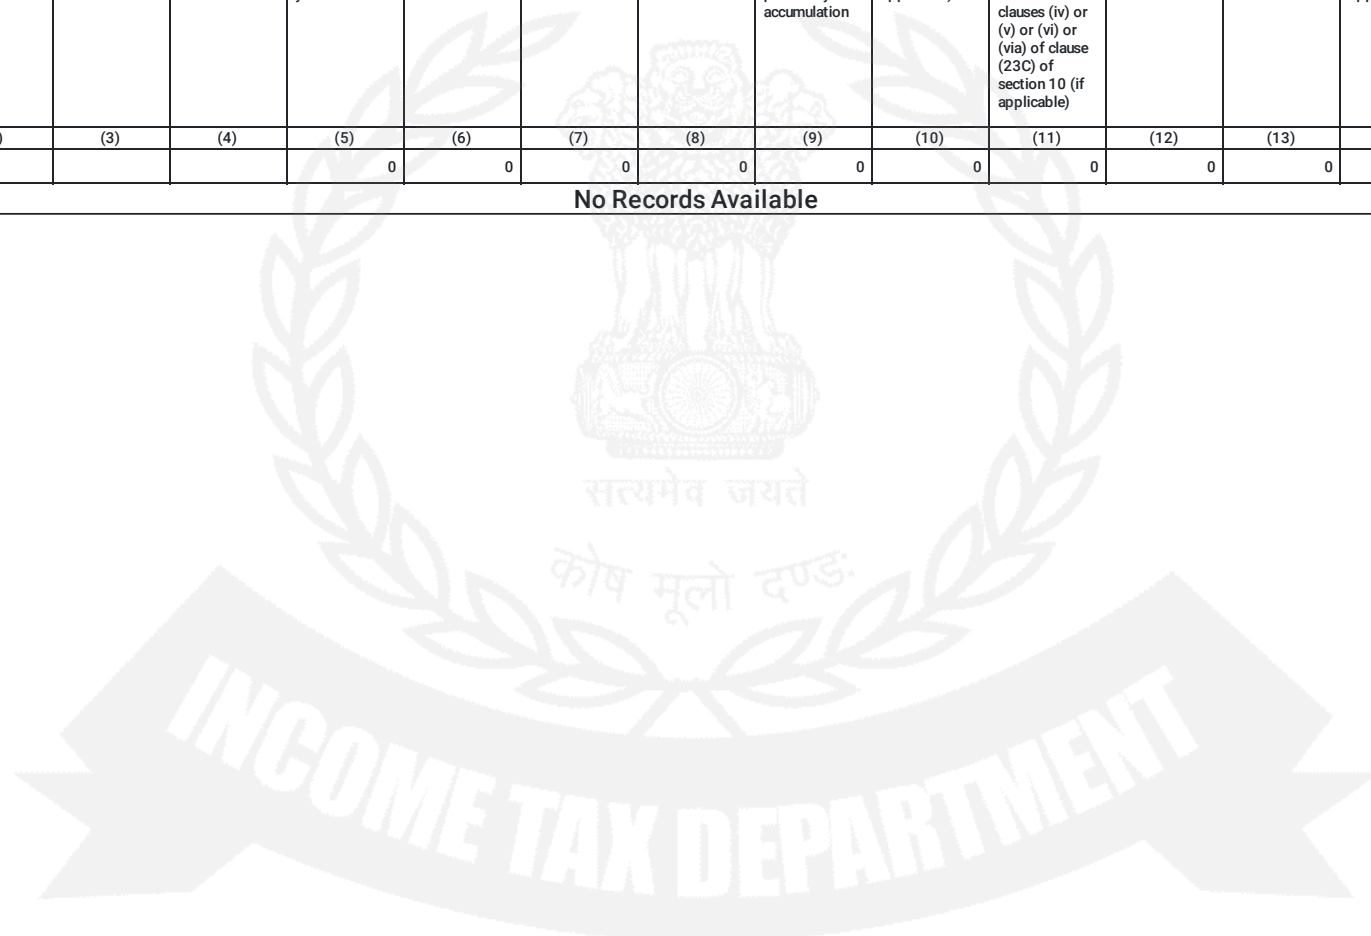 accumulation
clauses (iv) or
(v) or (vi) or
(via) of clause
(23C) of
section 10 (if
applicable)
) (3) (4) (5) (6) (7) (8) (9) (10) (11) (12) (13)
0 0 0 0 0 0 0 0 0
No Records Available
सत्यमेव जयते
कोष मूलो दण्डः
INCOME TAX DEPARTMENT